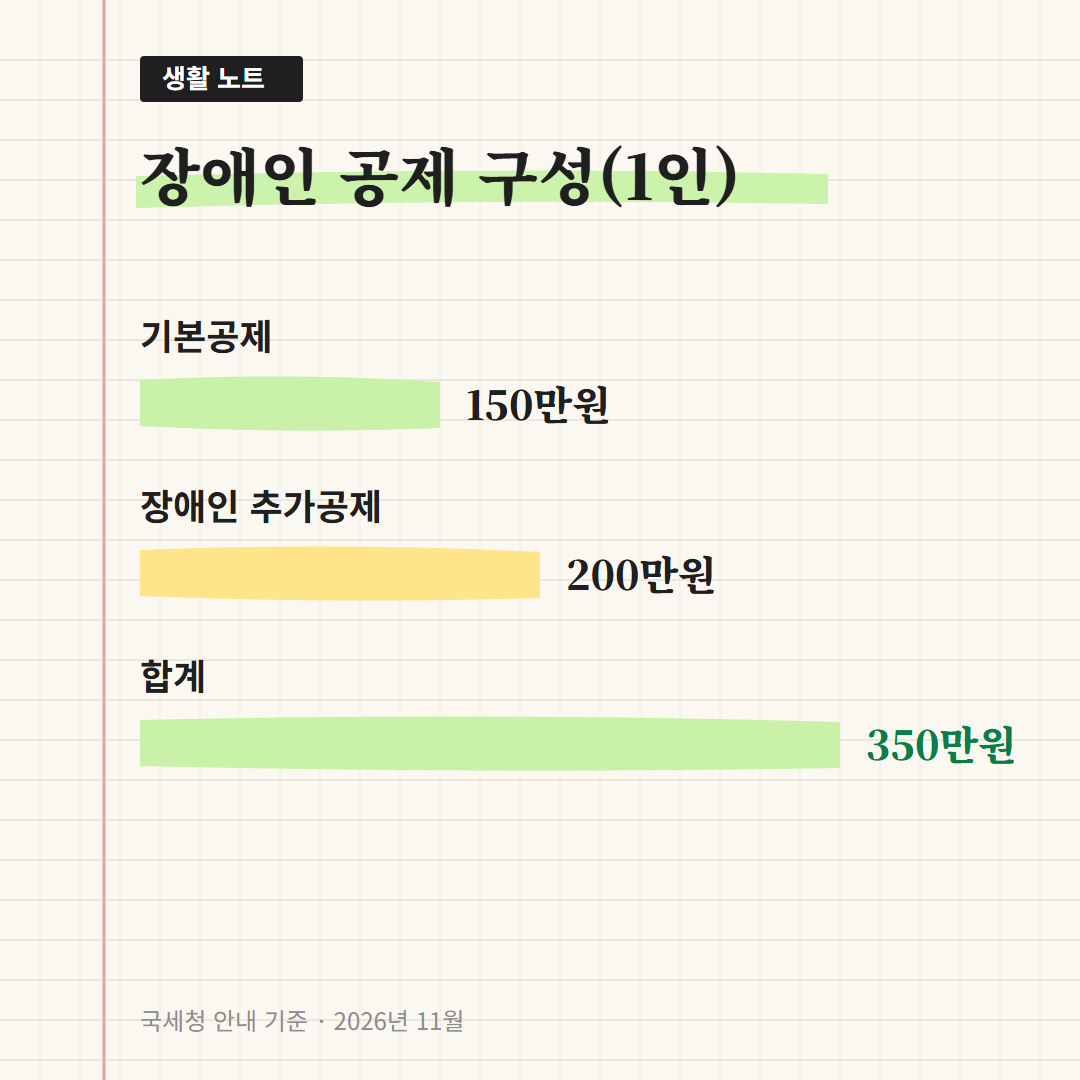 생활 노트
장애인 공제 구성(1인)
기본공제
150만원
장애인 추가공제
200만원
합계
350만원
국세청 안내 기준 · 2026년 11월